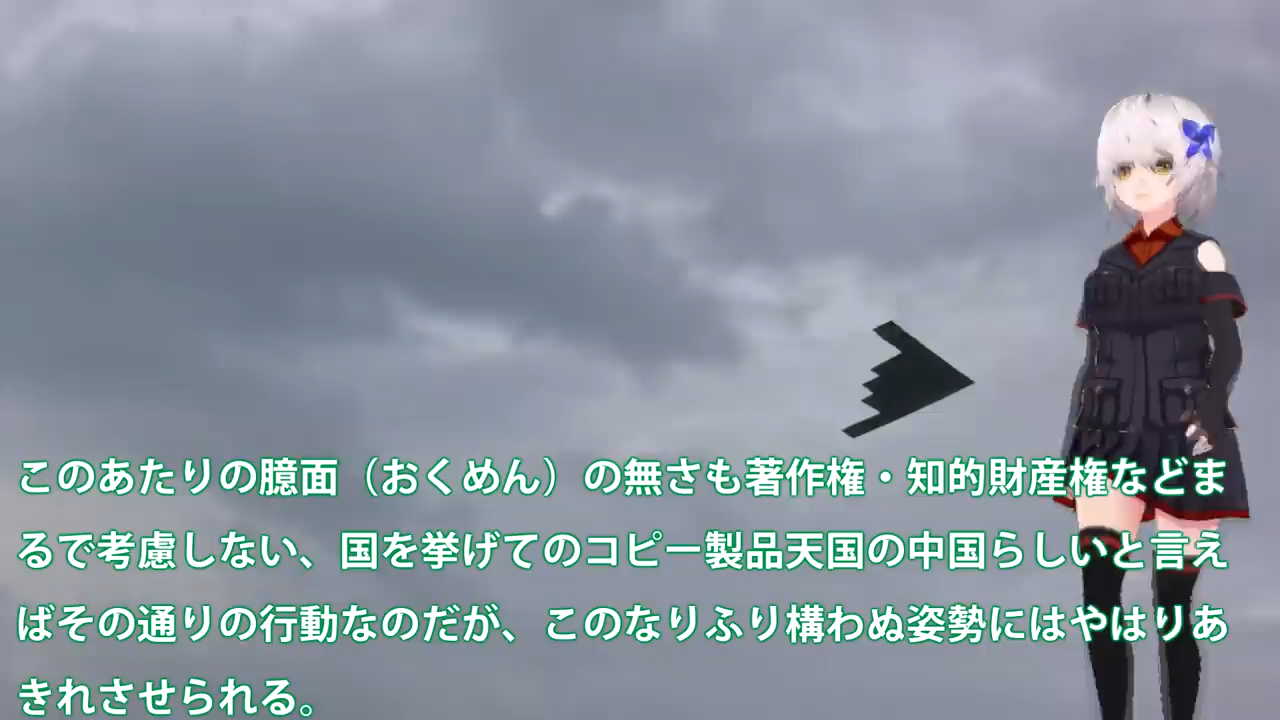 このあたりの臆面（おくめん）の無さも著作権・知的財産権などま
るで考慮しない、国を挙げてのコピー製品天国の中国らしいと言え
ばその通りの行動なのだが、このなりふり構わぬ姿勢にはやはりあ
きれさせられる。